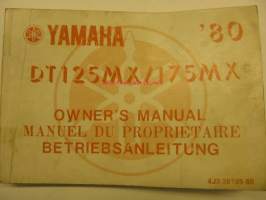 YAMAHA '80
DT125MX/175MX
OWNER'S MANUAL
MANUEL DU PROPRIETAIRE
BETRIEBSANLEITUNG